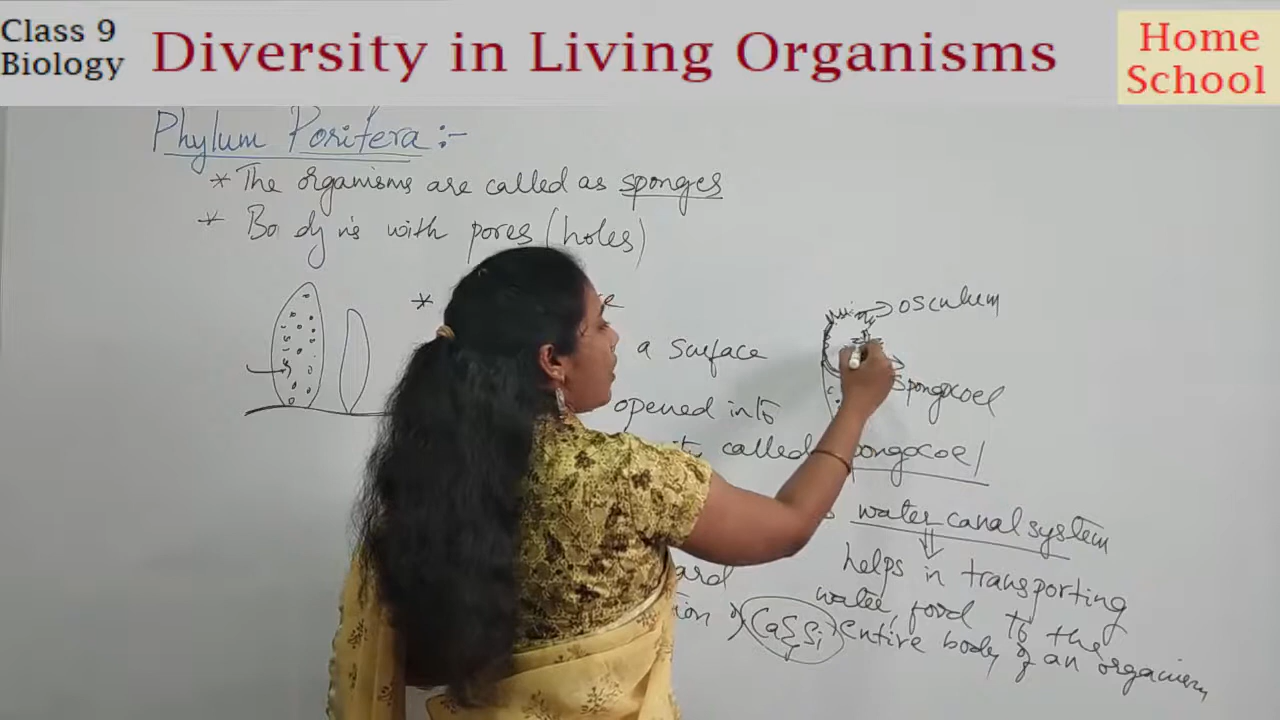 Class 9
Biology
Diversity in Living Organisms
Home
School
Phylum Porifera :-
* The organisms are called as sponges
* Body is with pores (holes)
*
osculum
a surface
spongocoel
opened into
called spongocoel
water canal system
helps in transporting
water, food to the
entire body of an organism
Ca & Si